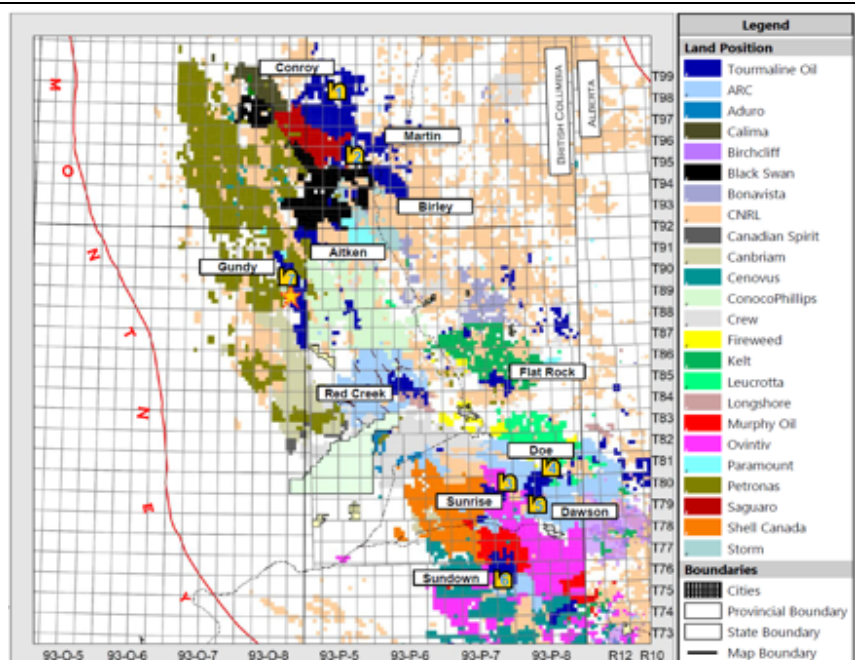 Legend
Land Position
Tourmaline Oil
ARC
Aduro
Calima
Birchcliff
Black Swan
Bonavista
CNRL
Canadian Spirit
Canbriam
Cenovus
ConocoPhillips
Crew
Fireweed
Kelt
Leucrotta
Longshore
Murphy Oil
Ovintiv
Paramount
Petronas
Saguaro
Shell Canada
Storm
Boundaries
Cities
Provincial Boundary
State Boundary
Map Boundary
Conroy
Martin
Birley
Aitken
Gundy
Flat Rock
Red Creek
Doe
Sunrise
Dawson
Sundown
BRITISH COLUMBIA
ALBERTA
MONTNEY
T99
T98
T97
T96
T95
T94
T93
T92
T91
T90
T89
T88
T87
T86
T85
T84
T83
T82
T81
T80
T79
T78
T77
T76
T75
T74
T73
93-O-5 93-O-6 93-O-7 93-O-8 93-P-5 93-P-6 93-P-7 93-P-8 R12 R10